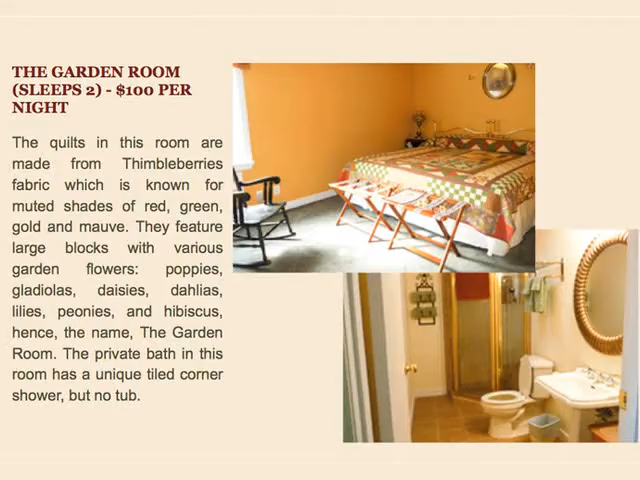 THE GARDEN ROOM
(SLEEPS 2) - $100 PER
NIGHT
The quilts in this room are
made from Thimbleberries
fabric which is known for
muted shades of red, green,
gold and mauve. They feature
large blocks with various
garden flowers: poppies,
gladiolas, daisies, dahlias,
lilies, peonies, and hibiscus,
hence, the name, The Garden
Room. The private bath in this
room has a unique tiled corner
shower, but no tub.